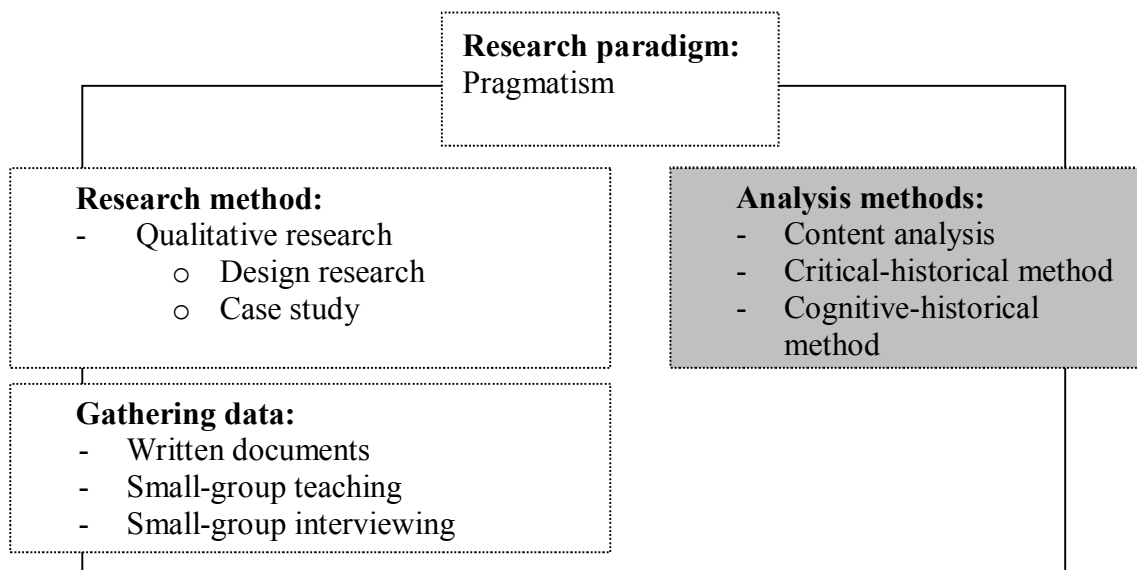 Research paradigm:
Pragmatism
Research method:
- Qualitative research
o Design research
o Case study
Analysis methods:
- Content analysis
- Critical-historical method
- Cognitive-historical
method
Gathering data:
- Written documents
- Small-group teaching
- Small-group interviewing